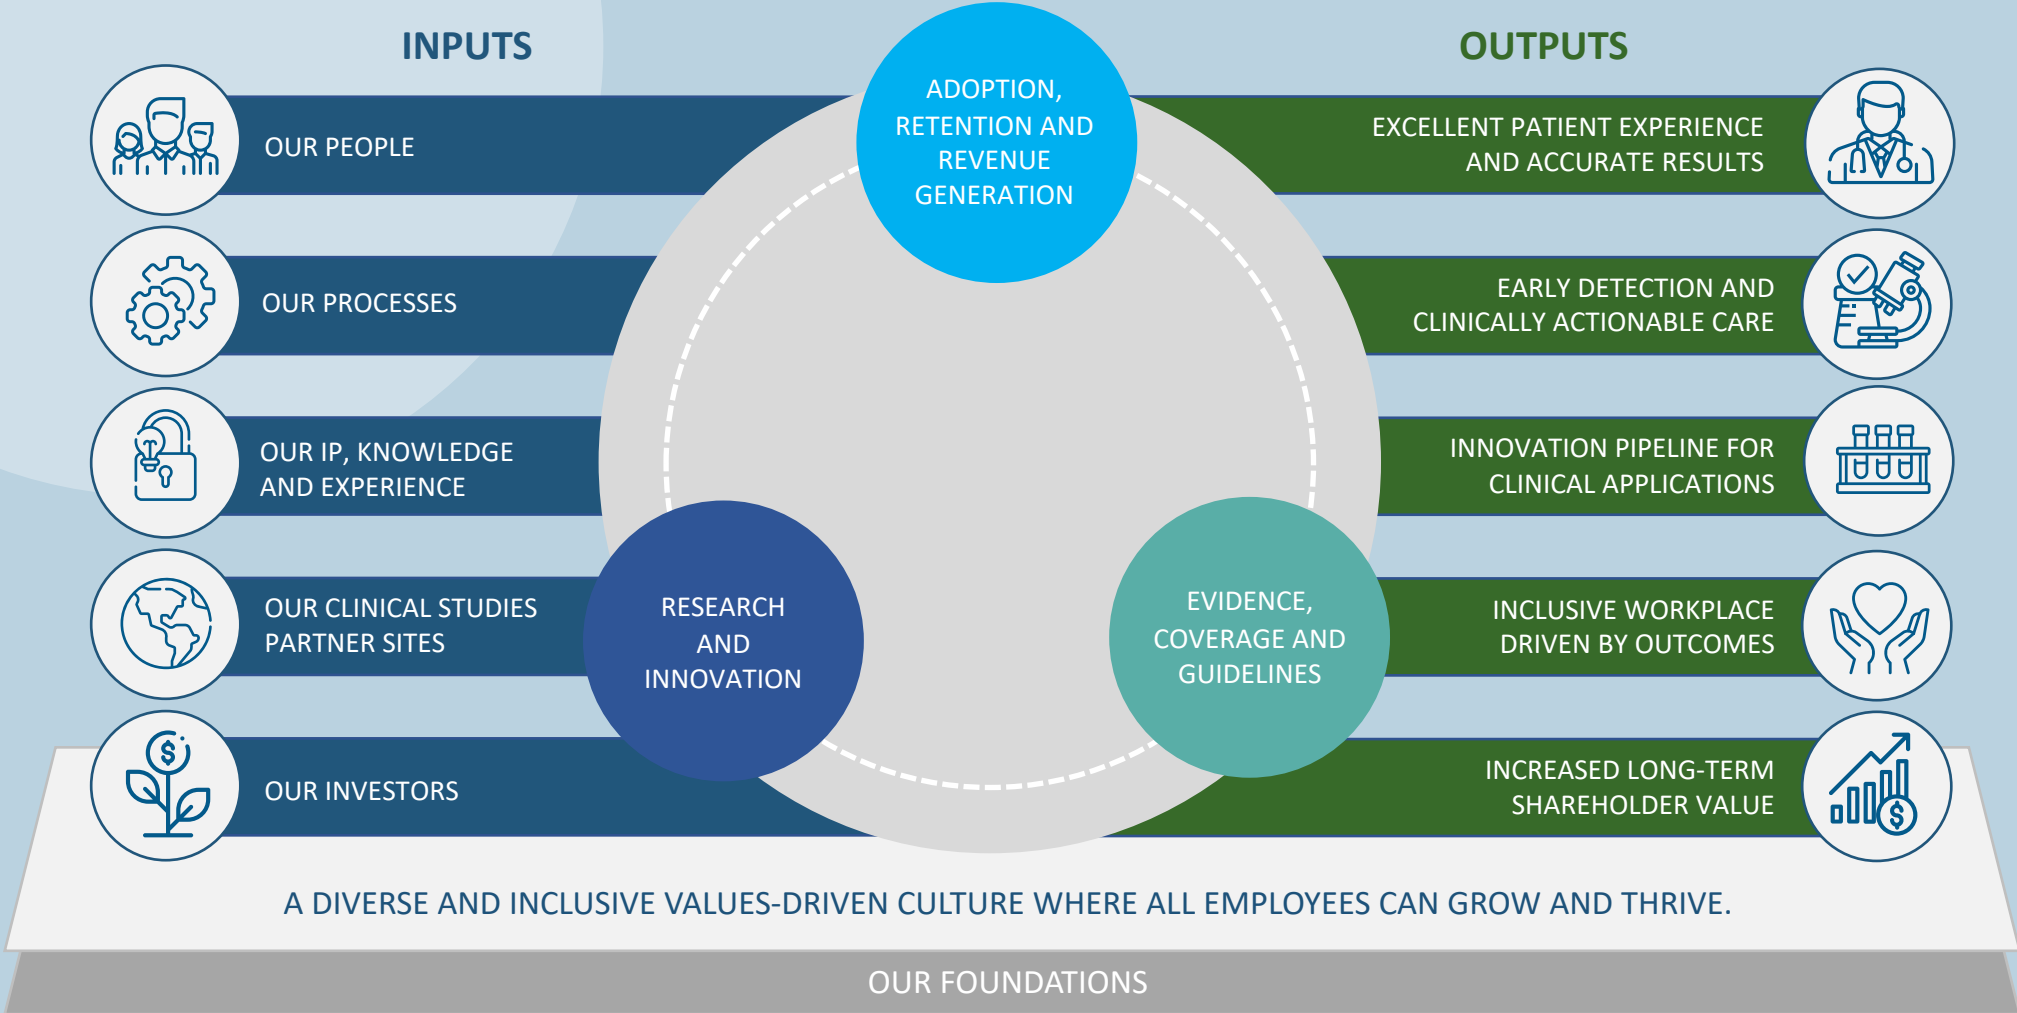 INPUTS
OUR PEOPLE
OUR PROCESSES
OUR IP, KNOWLEDGE
AND EXPERIENCE
OUR CLINICAL STUDIES
PARTNER SITES
OUR INVESTORS
ADOPTION,
RETENTION AND
REVENUE
GENERATION
RESEARCH
AND
INNOVATION
EVIDENCE,
COVERAGE AND
GUIDELINES
OUTPUTS
EXCELLENT PATIENT EXPERIENCE
AND ACCURATE RESULTS
EARLY DETECTION AND
CLINICALLY ACTIONABLE CARE
INNOVATION PIPELINE FOR
CLINICAL APPLICATIONS
INCLUSIVE WORKPLACE
DRIVEN BY OUTCOMES
INCREASED LONG-TERM
SHAREHOLDER VALUE
A DIVERSE AND INCLUSIVE VALUES-DRIVEN CULTURE WHERE ALL EMPLOYEES CAN GROW AND THRIVE.
OUR FOUNDATIONS